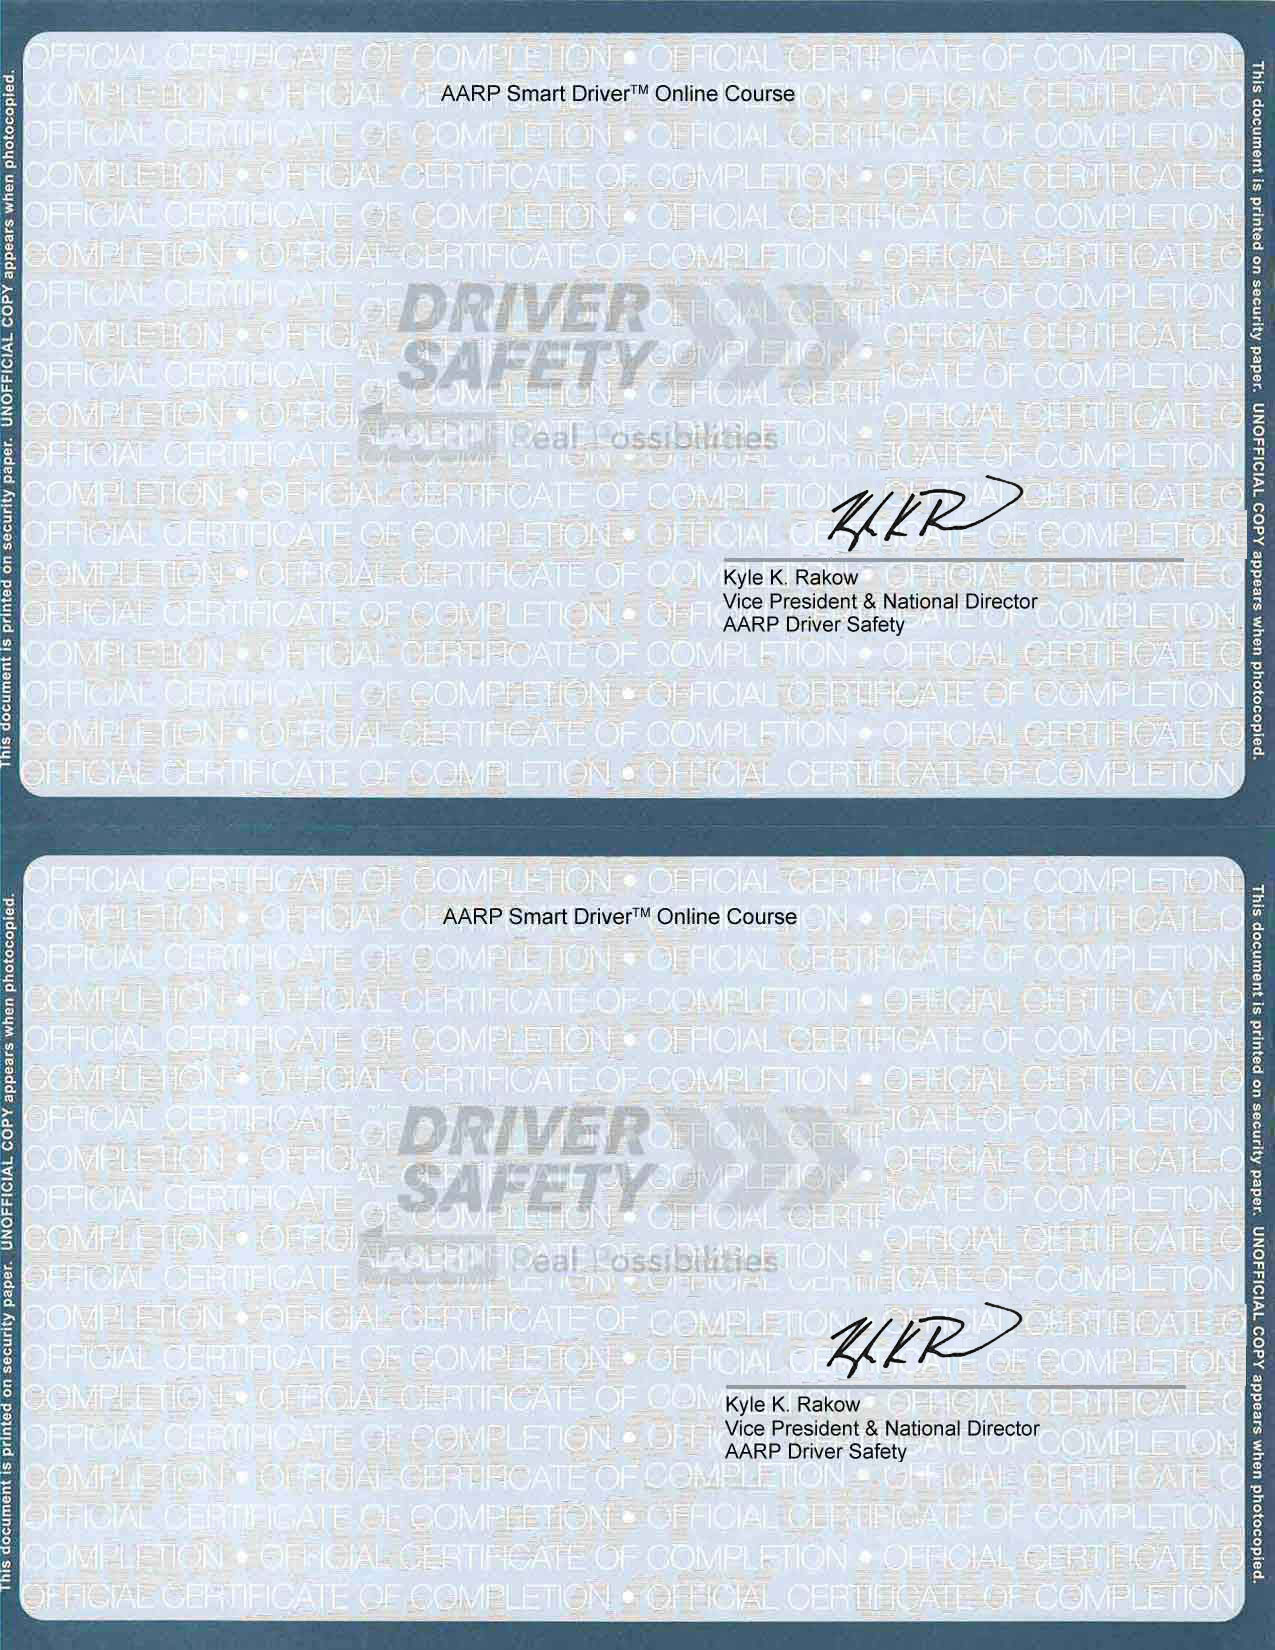 This document is printed on security paper. UNOFFICIAL COPY appears when photocopied.
AARP Smart Driver™ Online Course
DRIVER
SAFETY
AARP Real Possibilities
Kyle K. Rakow
Vice President & National Director
AARP Driver Safety
OFFICIAL CERTIFICATE OF COMPLETION • OFFICIAL CERTIFICATE OF COMPLETION
This document is printed on security paper. UNOFFICIAL COPY appears when photocopied.
This document is printed on security paper. UNOFFICIAL COPY appears when photocopied.
AARP Smart Driver™ Online Course
DRIVER
SAFETY
AARP Real Possibilities
Kyle K. Rakow
Vice President & National Director
AARP Driver Safety
OFFICIAL CERTIFICATE OF COMPLETION • OFFICIAL CERTIFICATE OF COMPLETION
This document is printed on security paper. UNOFFICIAL COPY appears when photocopied.